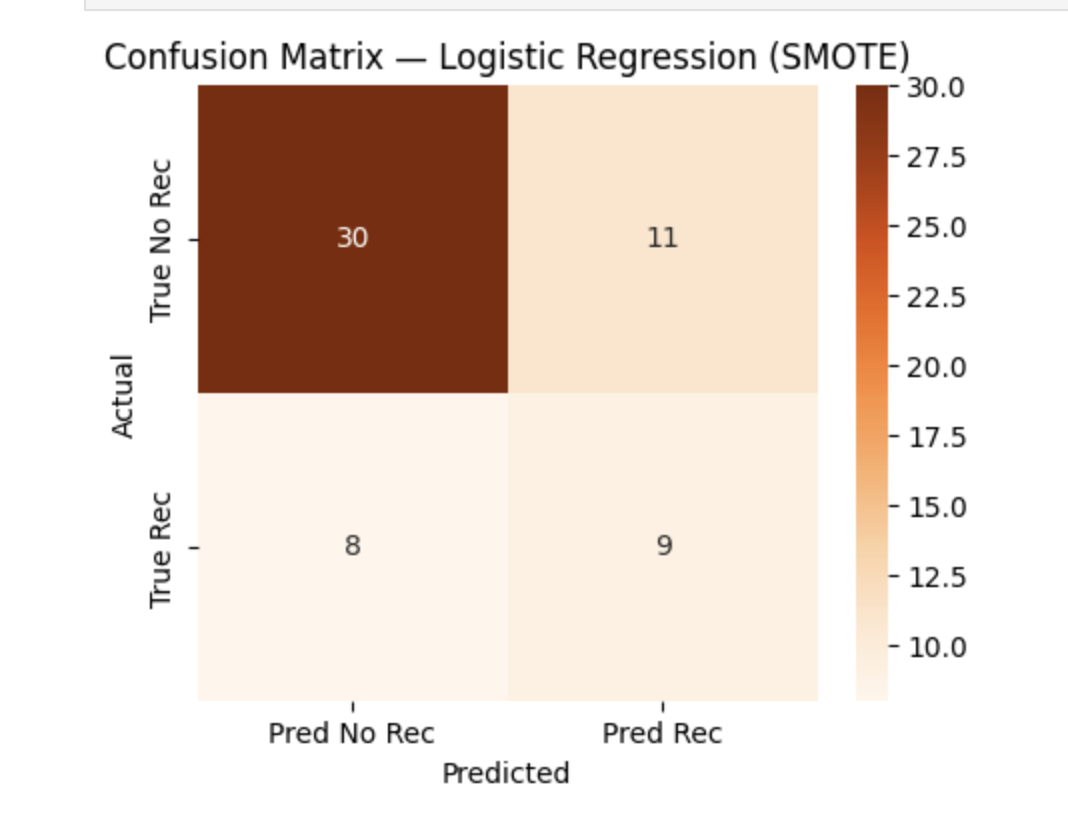 Confusion Matrix — Logistic Regression (SMOTE)
Actual
True No Rec
True Rec
30
11
8
9
Pred No Rec
Pred Rec
Predicted
30.0
27.5
25.0
22.5
20.0
17.5
15.0
12.5
10.0